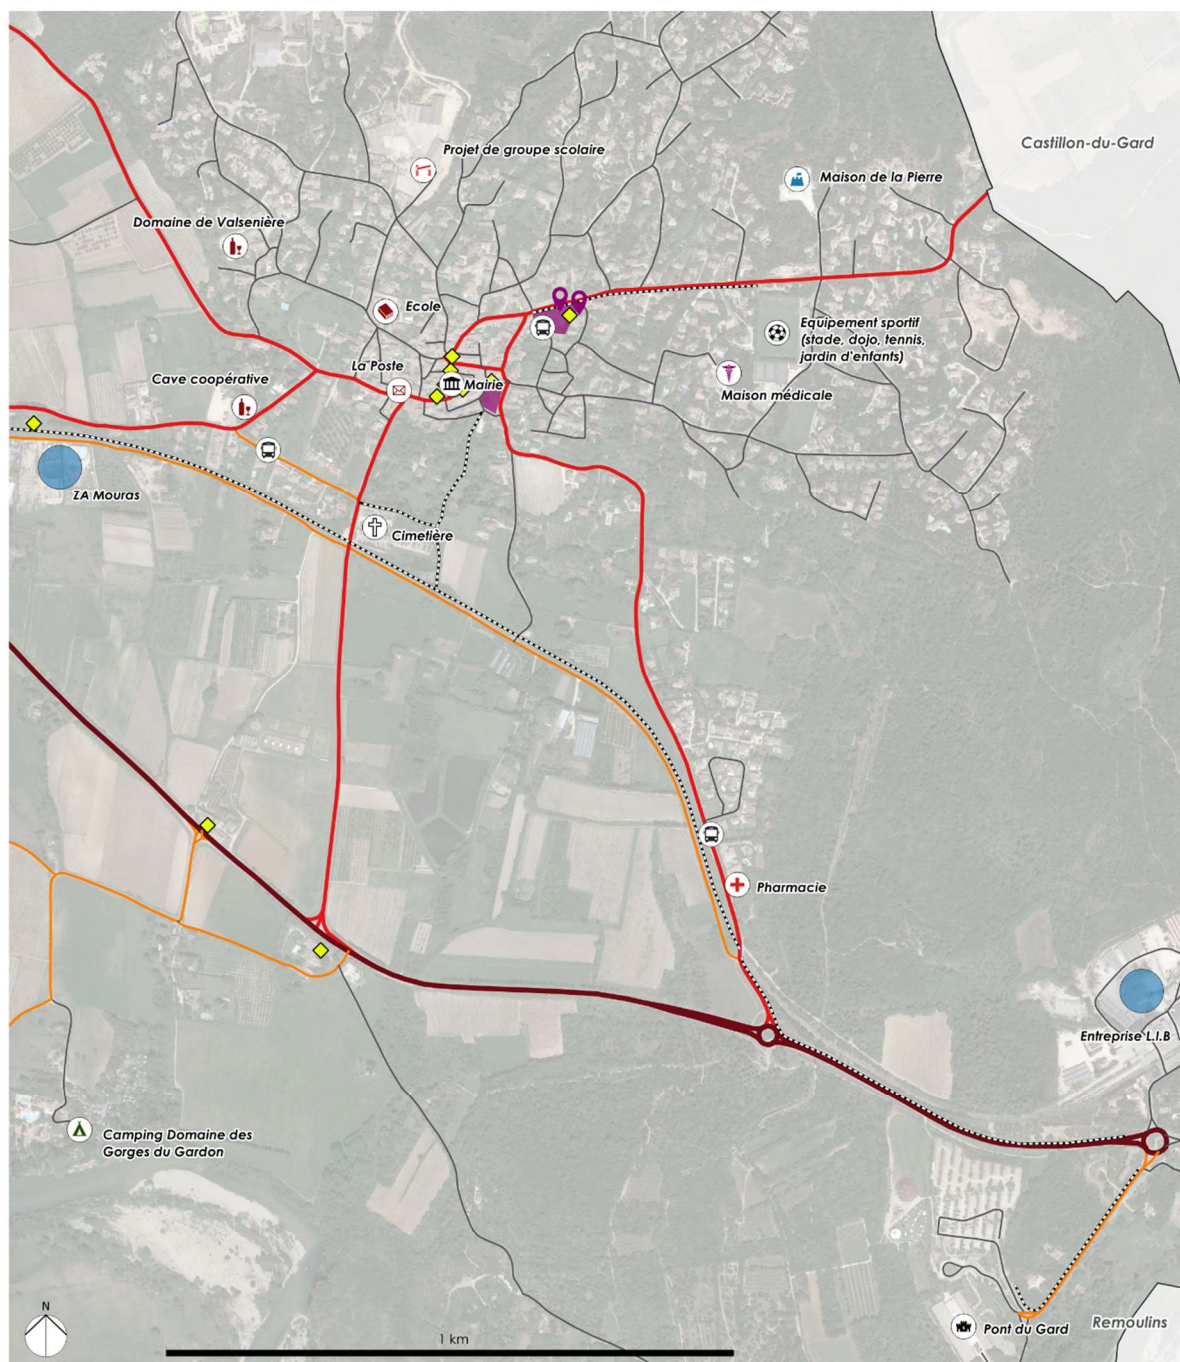 Castillon-du-Gard
Projet de groupe scolaire
Maison de la Pierre
Domaine de Valsenière
Ecole
Equipement sportif
(stade, dojo, tennis,
jardin d'enfants)
La Poste
Cave coopérative
Mairie
Maison médicale
ZA Mouras
Cimetière
Pharmacie
Entreprise L.I.B
Camping Domaine des
Gorges du Gardon
N
1 km
Pont du Gard
Remoulins